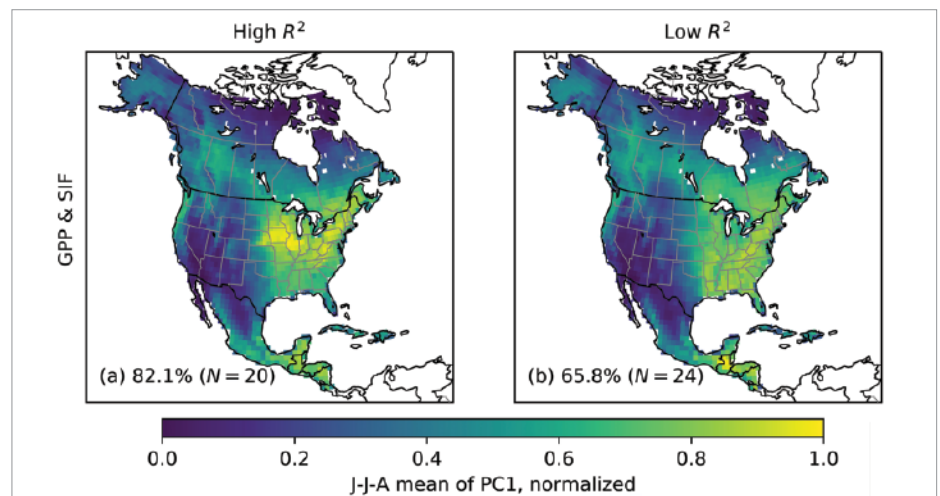 High R²
Low R²
GPP & SIF
(a) 82.1% (N = 20)
(b) 65.8% (N = 24)
0.0 0.2 0.4 0.6 0.8 1.0
J-J-A mean of PC1, normalized